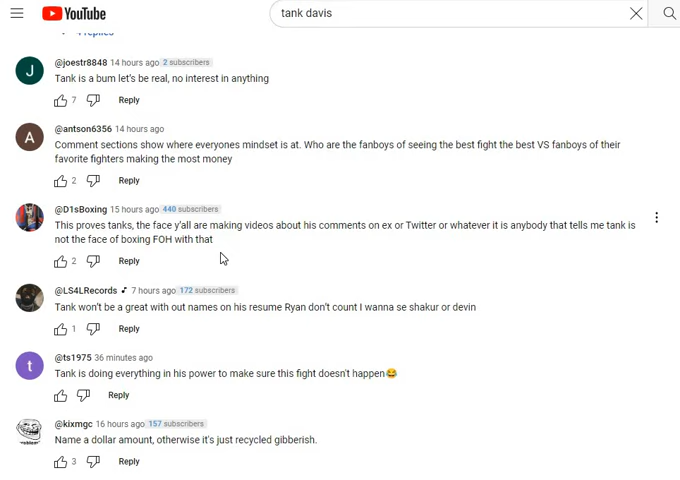 YouTube
tank davis
4 replies
@joestr8848 14 hours ago 2 subscribers
Tank is a bum let's be real, no interest in anything
7 Reply
@antson6356 14 hours ago
Comment sections show where everyones mindset is at. Who are the fanboys of seeing the best fight the best VS fanboys of their
favorite fighters making the most money
2 Reply
@D1sBoxing 15 hours ago 440 subscribers
This proves tanks, the face y'all are making videos about his comments on ex or Twitter or whatever it is anybody that tells me tank is
not the face of boxing FOH with that
2 Reply
@LS4LRecords 7 hours ago 172 subscribers
Tank won't be a great with out names on his resume Ryan don't count I wanna se shakur or devin
1 Reply
@ts1975 36 minutes ago
Tank is doing everything in his power to make sure this fight doesn't happen😂
Reply
@kixmgc 16 hours ago 157 subscribers
Name a dollar amount, otherwise it's just recycled gibberish.
3 Reply